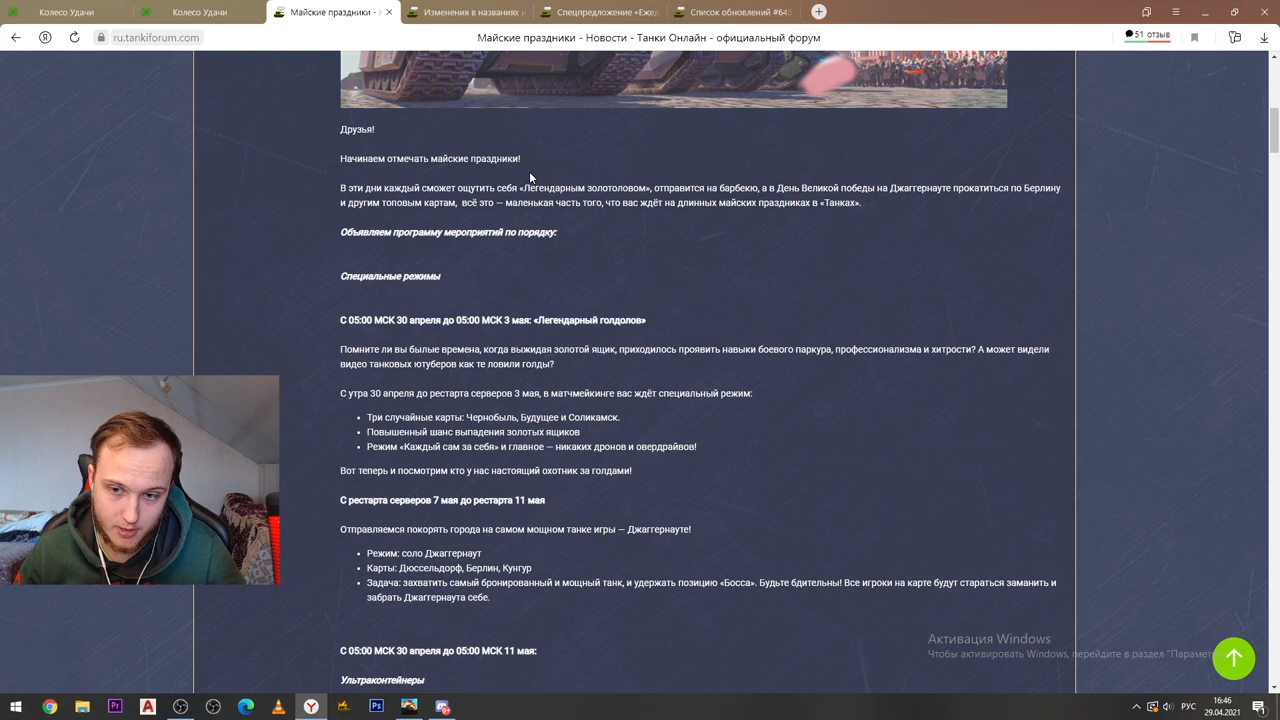 Колесо Удачи
Колесо Удачи
Майские праздники -
Изменения в названиях
Спецпредложение «Ежед
Список обновлений #645
ru.tankiforum.com
Майские праздники - Новости - Танки Онлайн - официальный форум
51 отзыв
Друзья!
Начинаем отмечать майские праздники!
В эти дни каждый сможет ощутить себя «Легендарным золотоловом», отправится на барбекю, а в День Великой победы на Джаггернауте прокатиться по Берлину
и другим топовым картам, всё это — маленькая часть того, что вас ждёт на длинных майских праздниках в «Танках».
Объявляем программу мероприятий по порядку:
Специальные режимы
С 05:00 МСК 30 апреля до 05:00 МСК 3 мая: «Легендарный голдолов»
Помните ли вы былые времена, когда выжидая золотой ящик, приходилось проявить навыки боевого паркура, профессионализма и хитрости? А может видели
видео танковых ютуберов как те ловили голды?
С утра 30 апреля до рестарта серверов 3 мая, в матчмейкинге вас ждёт специальный режим:
• Три случайные карты: Чернобыль, Будущее и Соликамск.
• Повышенный шанс выпадения золотых ящиков
• Режим «Каждый сам за себя» и главное — никаких дронов и овердрайвов!
Вот теперь и посмотрим кто у нас настоящий охотник за голдами!
С рестарта серверов 7 мая до рестарта 11 мая
Отправляемся покорять города на самом мощном танке игры — Джаггернауте!
• Режим: соло Джаггернаут
• Карты: Дюссельдорф, Берлин, Кунгур
• Задача: захватить самый бронированный и мощный танк, и удержать позицию «Босса». Будьте бдительны! Все игроки на карте будут стараться заманить и
забрать Джаггернаута себе.
С 05:00 МСК 30 апреля до 05:00 МСК 11 мая:
Ультраконтейнеры
Активация Windows
Чтобы активировать Windows, перейдите в раздел "Парамет
РУС
16:46
29.04.2021